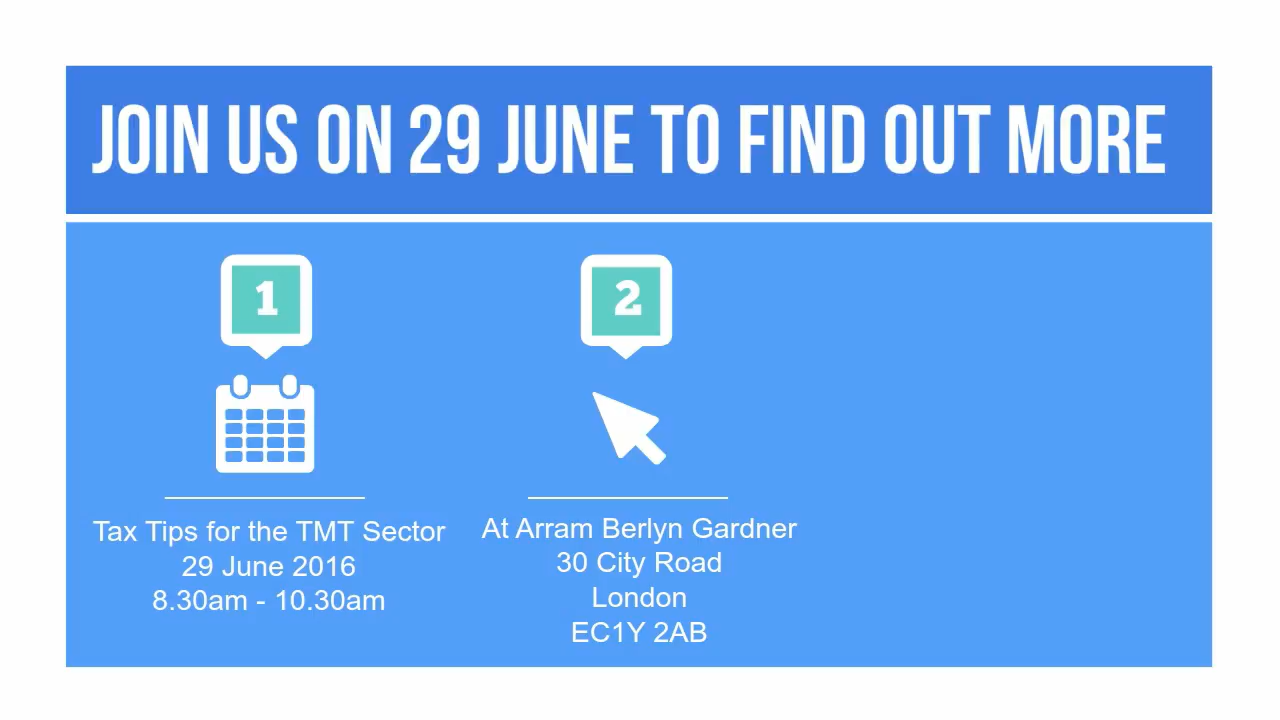 JOIN US ON 29 JUNE TO FIND OUT MORE
1
Tax Tips for the TMT Sector
29 June 2016
8.30am - 10.30am
2
At Arram Berlyn Gardner
30 City Road
London
EC1Y 2AB